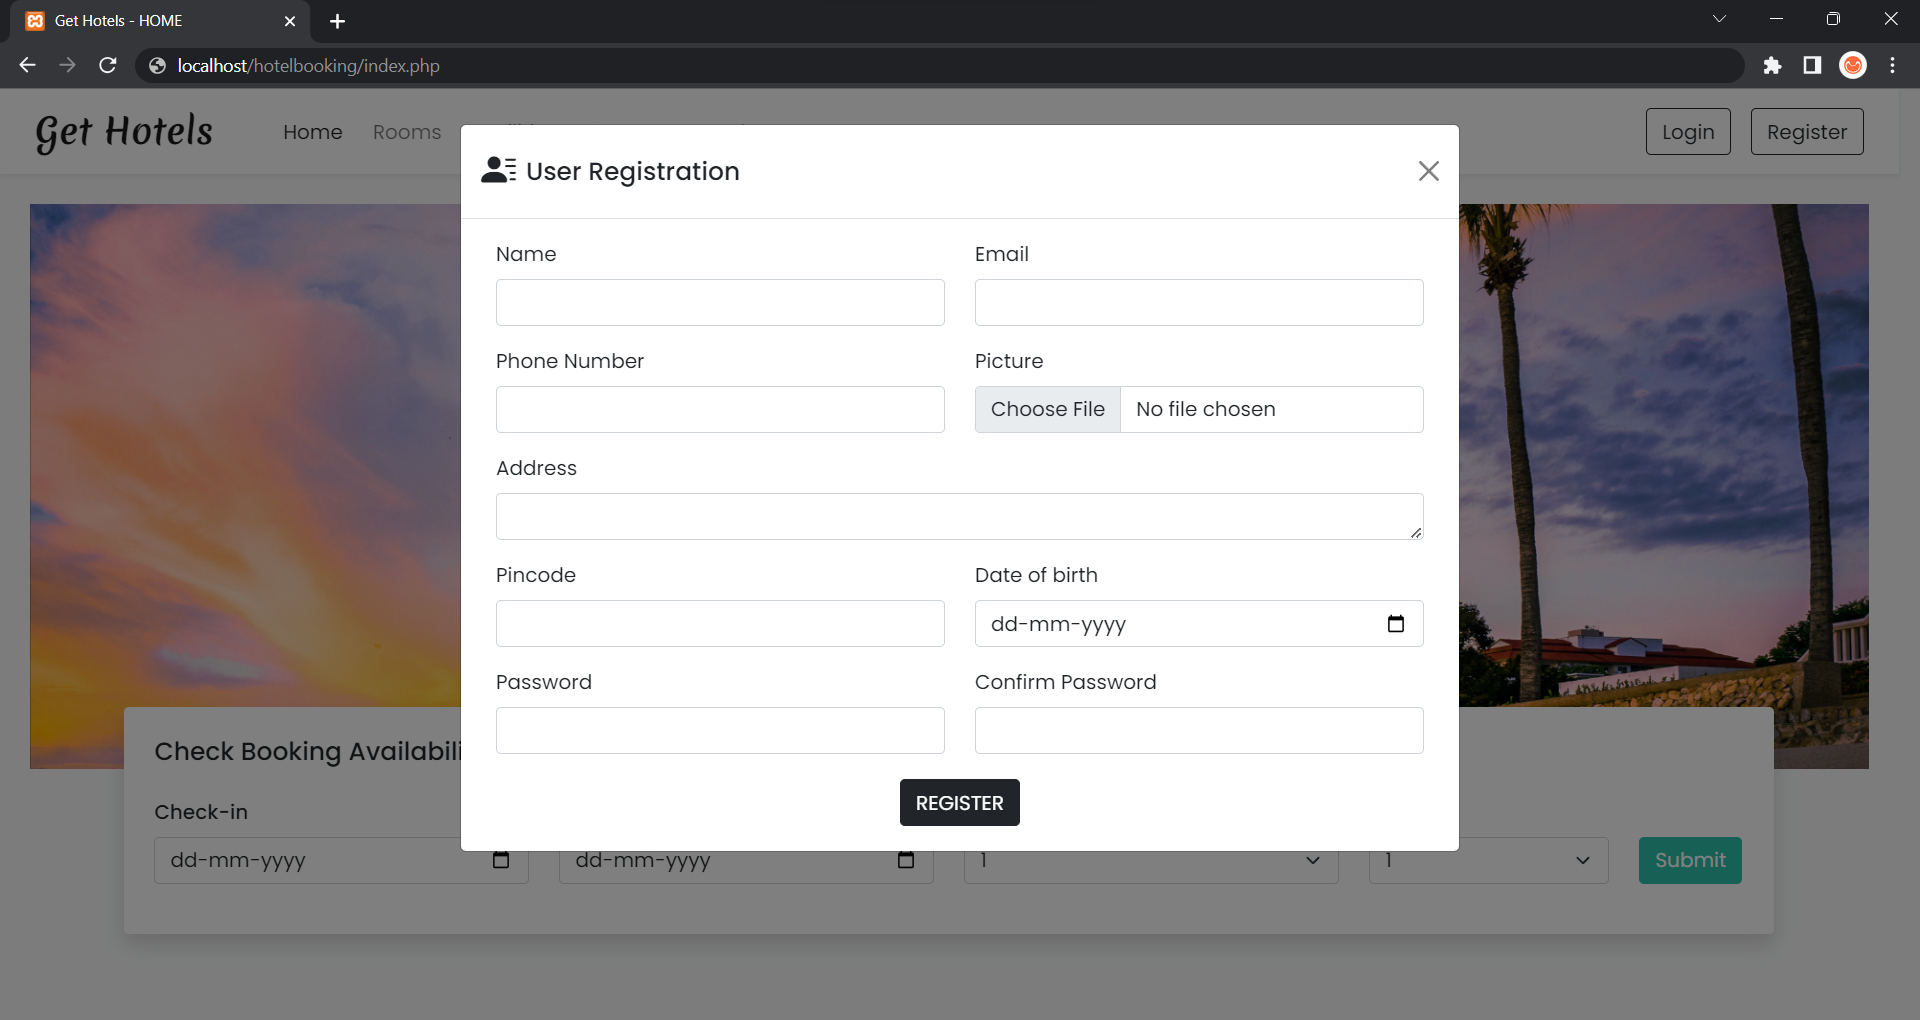 Get Hotels - HOME
localhost/hotelbooking/index.php
Get Hotels Home Rooms Login Register
User Registration
Name Email
Phone Number Picture
Choose File No file chosen
Address
Pincode Date of birth
dd-mm-yyyy
Password Confirm Password
REGISTER
Check Booking Availabili
Check-in
dd-mm-yyyy dd-mm-yyyy 1 1 Submit